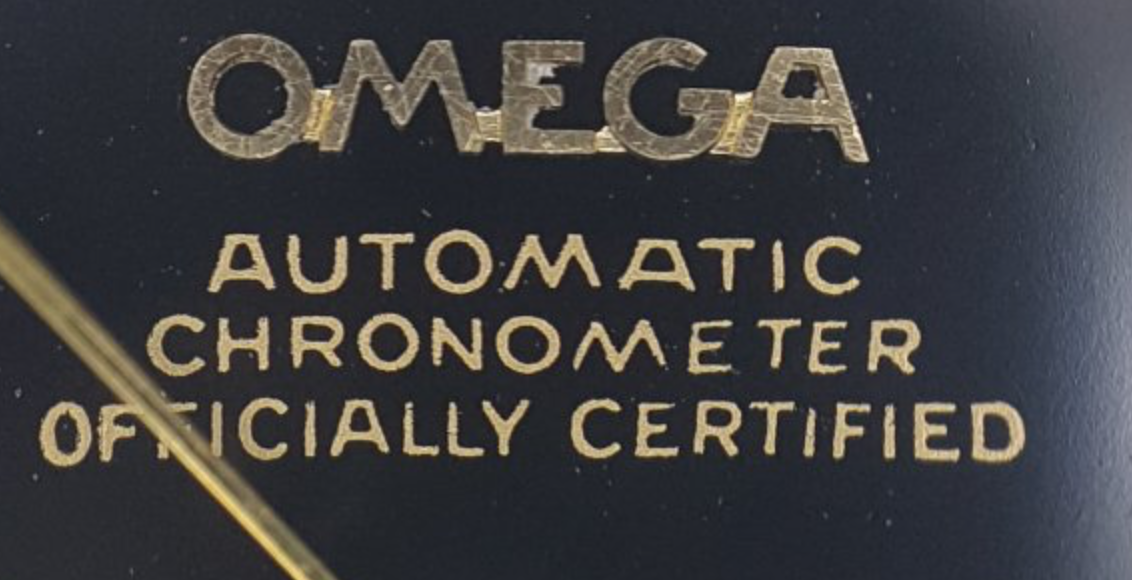 OMEGA
AUTOMATIC
CHRONOMETER
OFFICIALLY CERTIFIED